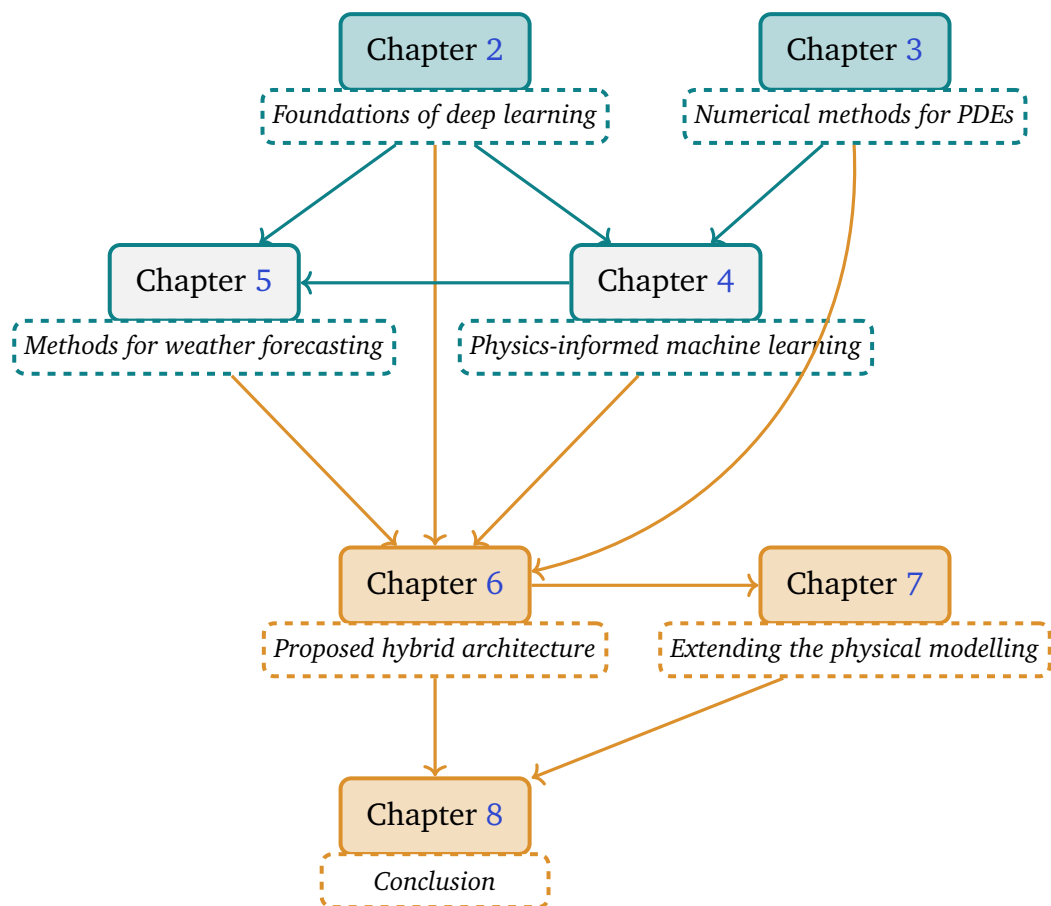 Chapter 2
Foundations of deep learning
Chapter 3
Numerical methods for PDEs
Chapter 5
Methods for weather forecasting
Chapter 4
Physics-informed machine learning
Chapter 6
Proposed hybrid architecture
Chapter 7
Extending the physical modelling
Chapter 8
Conclusion